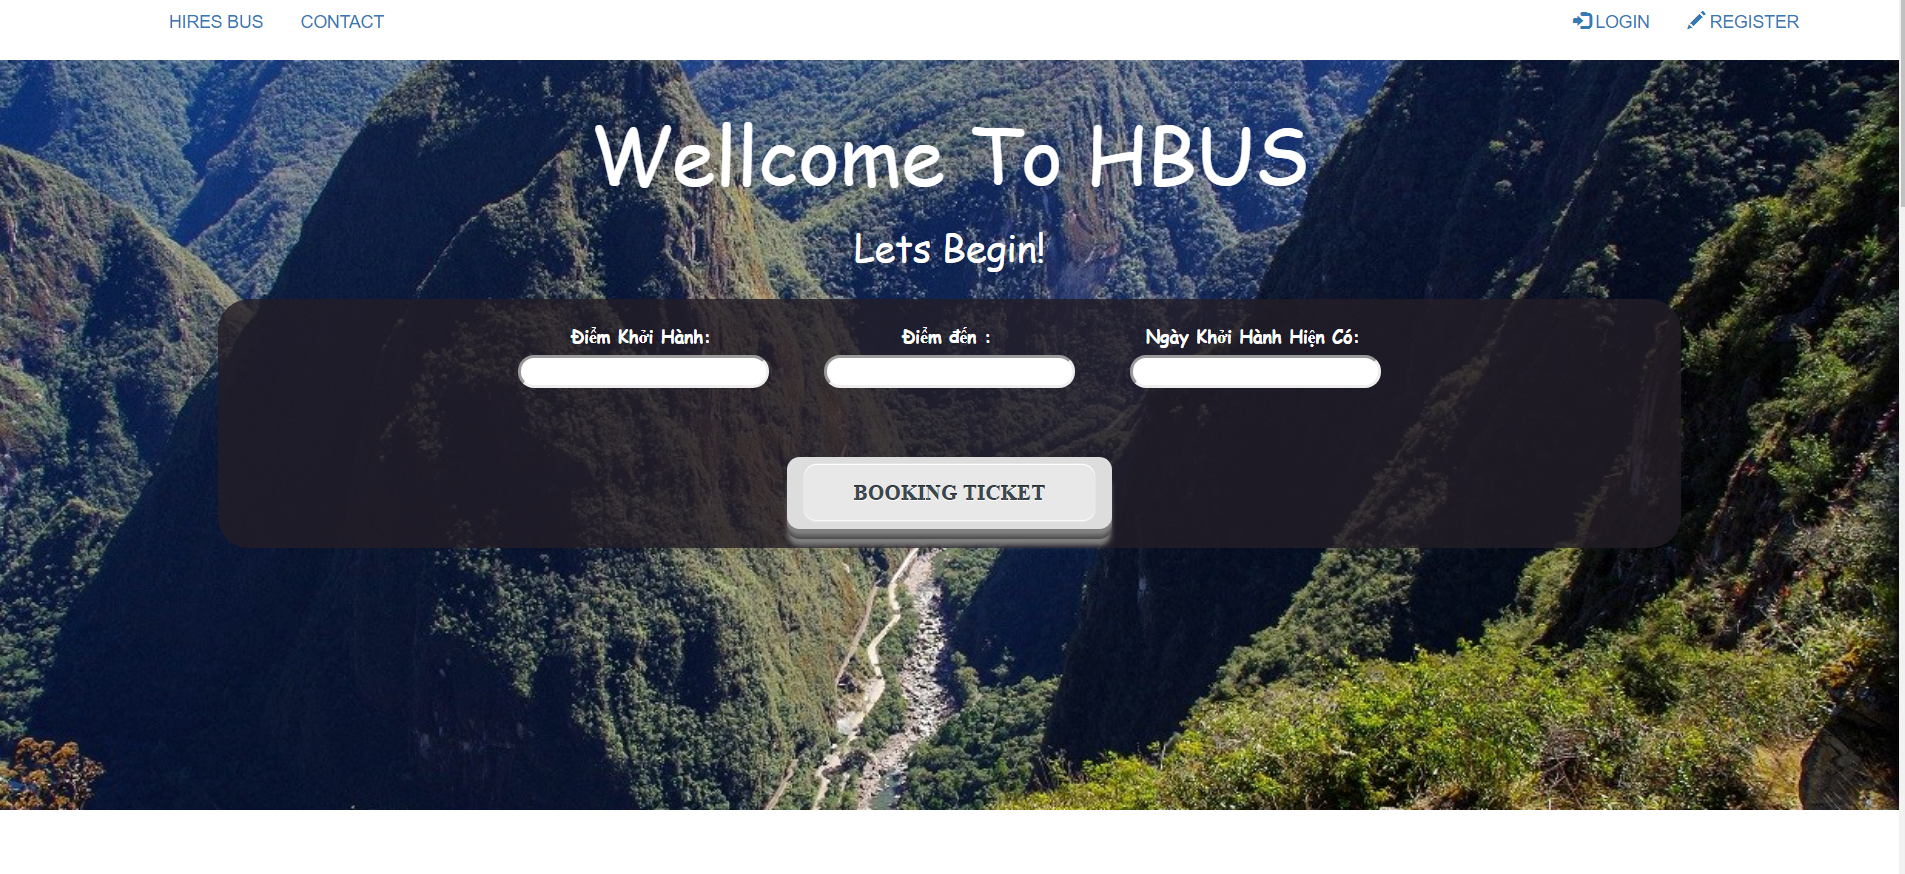 HIRES BUS CONTACT LOGIN REGISTER
Wellcome To HBUS
Lets Begin!
Điểm Khởi Hành: Điểm đến : Ngày Khởi Hành Hiện Có:
BOOKING TICKET